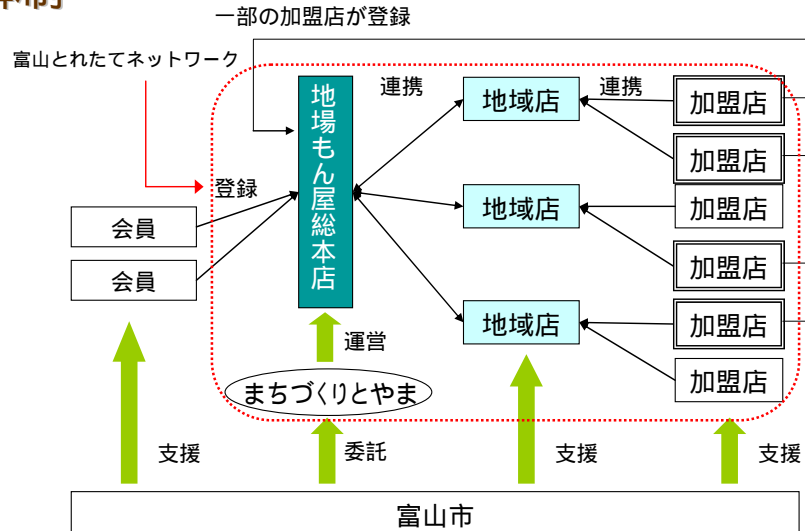 一部の加盟店が登録
富山とれたてネットワーク
連携
連携
地場もん屋総本店
地域店
加盟店
加盟店
登録
地域店
加盟店
会員
会員
加盟店
地域店
加盟店
運営
加盟店
まちづくりとやま
支援
委託
支援
支援
富山市